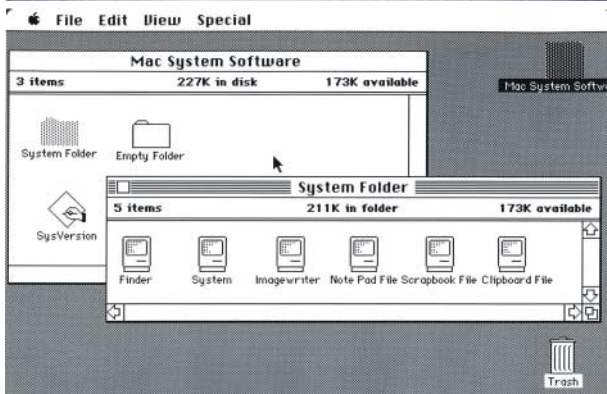 File Edit View Special
Mac System Software
3 items 227K in disk 173K available
Mac System Softw
System Folder Empty Folder
System Folder
5 items 211K in folder 173K available
SysVersion
Finder System Imagewriter Note Pad File Scrapbook File Clipboard File
Trash